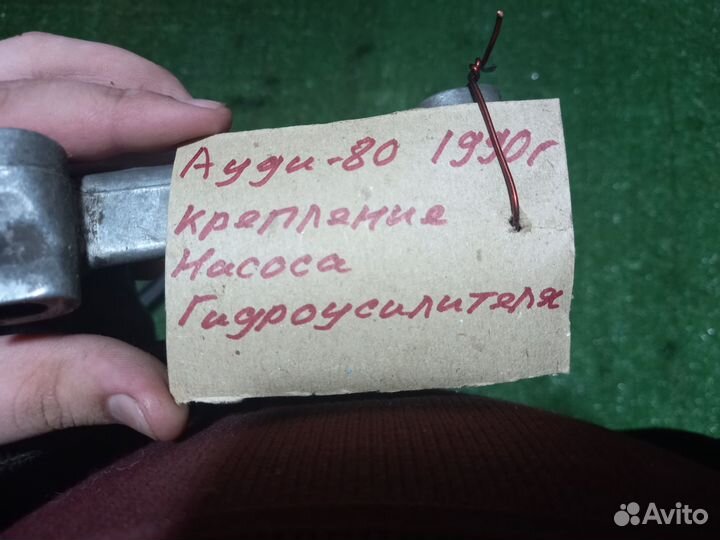 Ауди-80 1990г
крепление
Насоса
Гидроусилителя
Avito